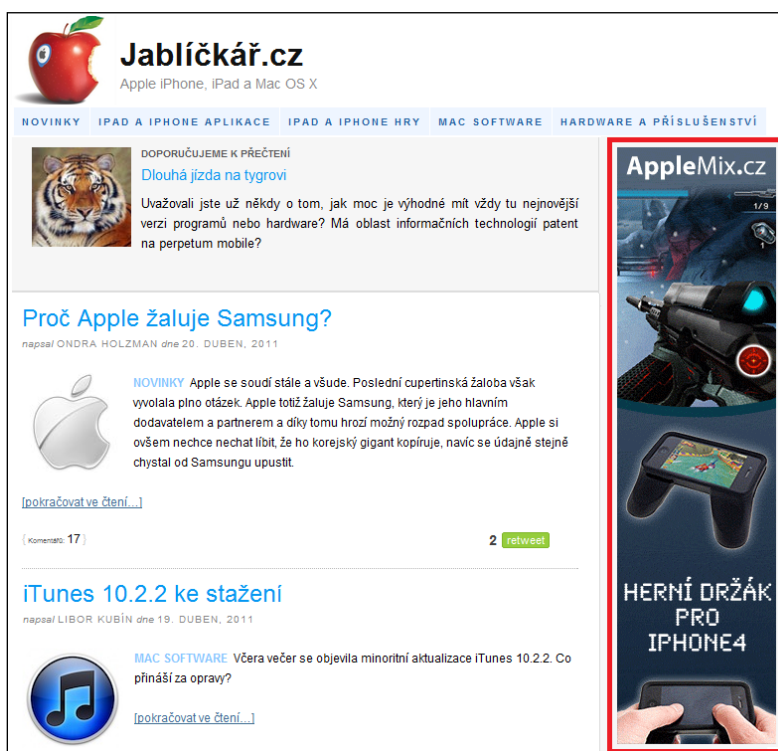 Jablíčkář.cz
Apple iPhone, iPad a Mac OS X
NOVINKY IPAD A IPHONE APLIKACE IPAD A IPHONE HRY MAC SOFTWARE HARDWARE A PŘÍSLUŠENSTVÍ
DOPORUČUJEME K PŘEČTENÍ
Dlouhá jízda na tygrovi
Uvažovali jste už někdy o tom, jak moc je výhodné mít vždy tu nejnovější
verzi programů nebo hardware? Má oblast informačních technologií patent
na perpetum mobile?
Proč Apple žaluje Samsung?
napsal ONDRA HOLZMAN dne 20. DUBEN, 2011
NOVINKY Apple se soudí stále a všude. Poslední cupertinská žaloba však
vyvolala plno otázek. Apple totiž žaluje Samsung, který je jeho hlavním
dodavatelem a partnerem a díky tomu hrozí možný rozpad spolupráce. Apple si
ovšem nechce nechat líbit, že ho korejský gigant kopíruje, navíc se údajně stejně
chystal od Samsungu upustit.
[pokračovat ve čtení...]
{ Komentářů: 17 }
2 retweet
iTunes 10.2.2 ke stažení
napsal LIBOR KUBÍN dne 19. DUBEN, 2011
MAC SOFTWARE Včera večer se objevila minoritní aktualizace iTunes 10.2.2. Co
přináší za opravy?
[pokračovat ve čtení...]
AppleMix.cz
1/9
1
HERNÍ DRŽÁK
PRO
IPHONE4